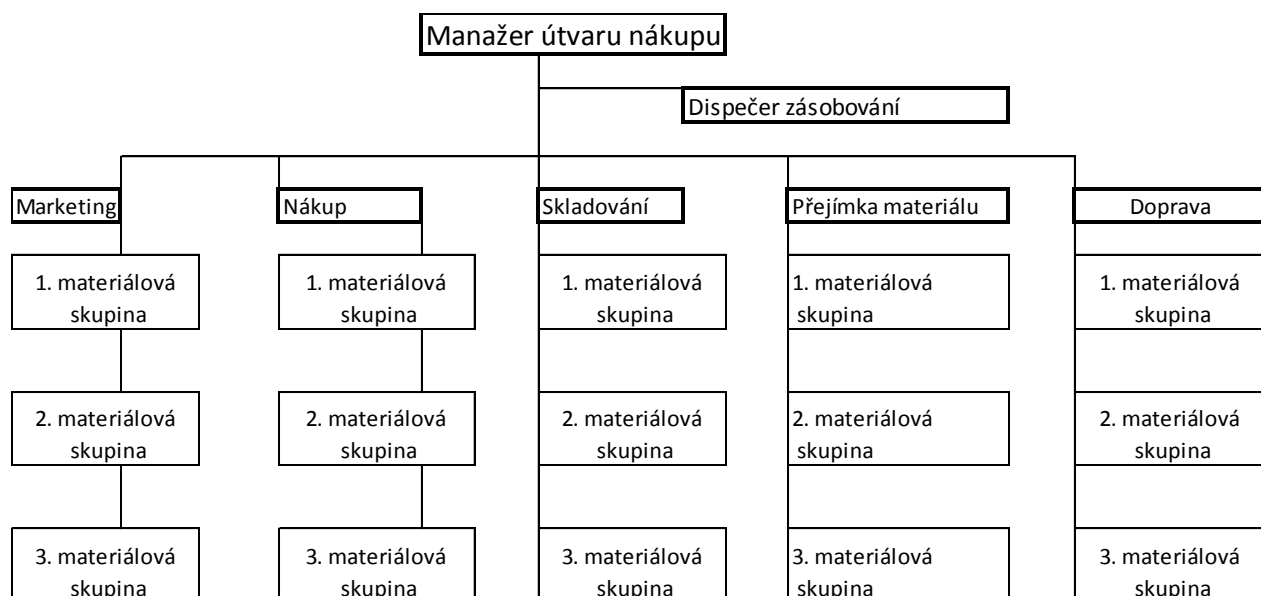 Manažer útvaru nákupu
Dispečer zásobování
Marketing
Nákup
Skladování
Přejímka materiálu
Doprava
1. materiálová
skupina
1. materiálová
skupina
1. materiálová
skupina
1. materiálová
skupina
1. materiálová
skupina
2. materiálová
skupina
2. materiálová
skupina
2. materiálová
skupina
2. materiálová
skupina
2. materiálová
skupina
3. materiálová
skupina
3. materiálová
skupina
3. materiálová
skupina
3. materiálová
skupina
3. materiálová
skupina